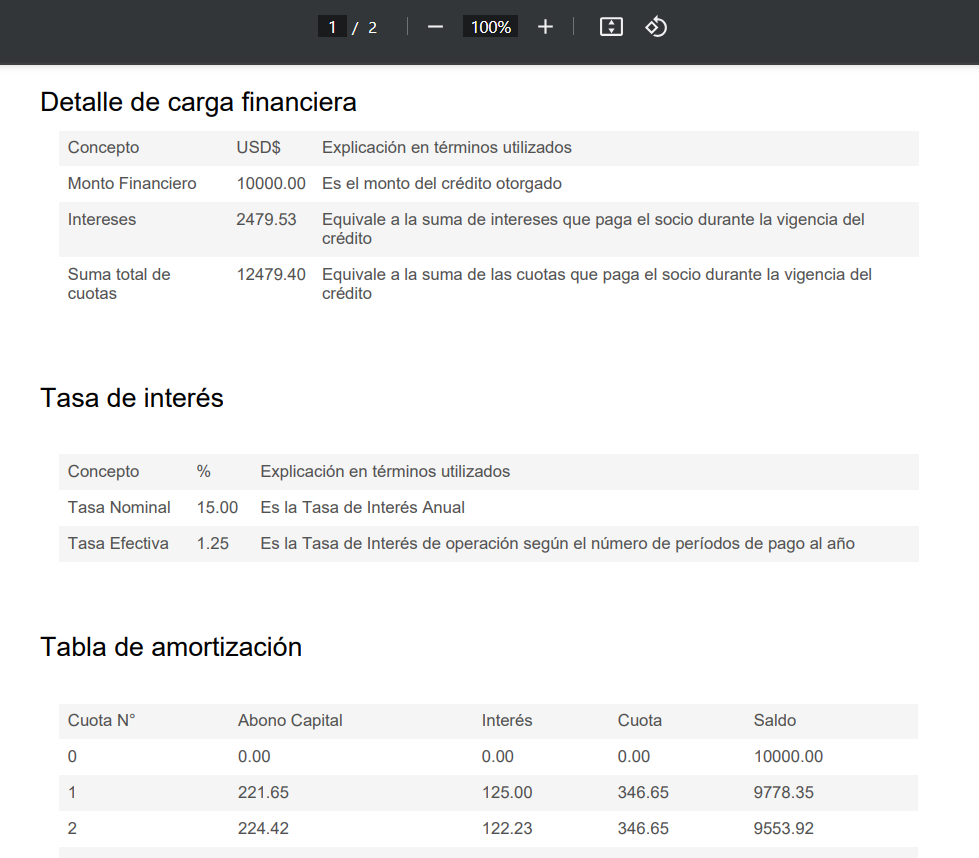 1 / 2 100%
Detalle de carga financiera
Concepto USD$ Explicación en términos utilizados
Monto Financiero 10000.00 Es el monto del crédito otorgado
Intereses 2479.53 Equivale a la suma de intereses que paga el socio durante la vigencia del
crédito
Suma total de 12479.40 Equivale a la suma de las cuotas que paga el socio durante la vigencia del
cuotas crédito
Tasa de interés
Concepto % Explicación en términos utilizados
Tasa Nominal 15.00 Es la Tasa de Interés Anual
Tasa Efectiva 1.25 Es la Tasa de Interés de operación según el número de períodos de pago al año
Tabla de amortización
Cuota N° Abono Capital Interés Cuota Saldo
0 0.00 0.00 0.00 10000.00
1 221.65 125.00 346.65 9778.35
2 224.42 122.23 346.65 9553.92